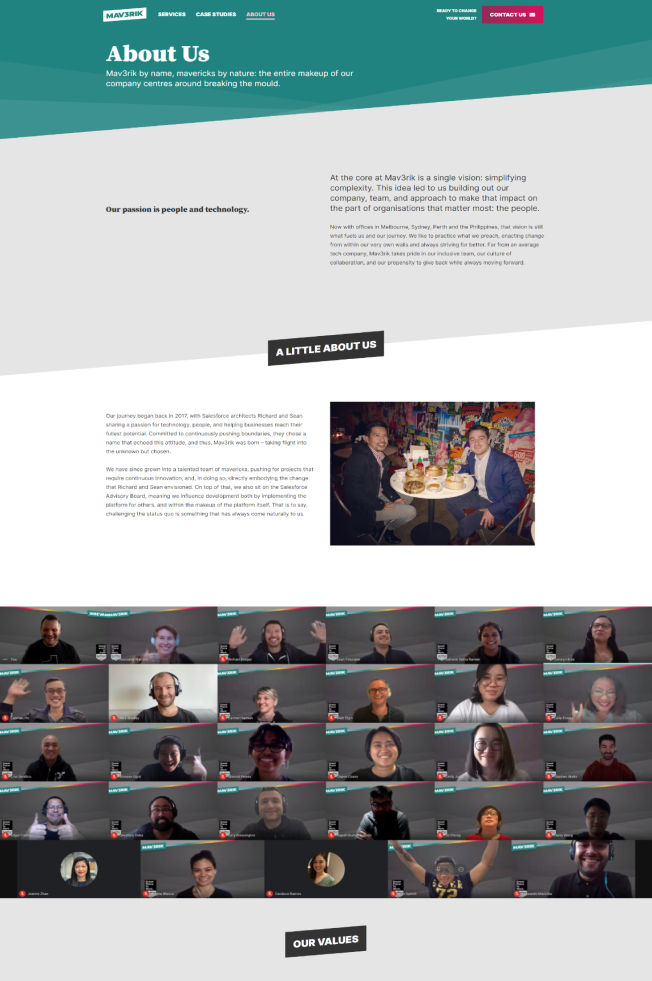 MAV3RIK
SERVICES
CASE STUDIES
ABOUT US
READY TO CHANGE
YOUR WORLD?
CONTACT US
About Us
Mav3rik by name, mavericks by nature: the entire makeup of our
company centres around breaking the mould.
Our passion is people and technology.
At the core at Mav3rik is a single vision: simplifying
complexity. This idea led to us building out our
company, team, and approach to make that impact on
the part of organisations that matter most: the people.
Now with offices in Melbourne, Sydney, Perth and the Philippines, that vision is still
what fuels us and our journey. We like to practice what we preach, enacting change
from within our very own walls and always striving for better. Far from an average
tech company, Mav3rik takes pride in our inclusive team, our culture of
collaboration, and our propensity to give back while always moving forward.
A LITTLE ABOUT US
Our journey began back in 2017, with Salesforce architects Richard and Sean
sharing a passion for technology, people, and helping businesses reach their
fullest potential. Committed to continuously pushing boundaries, they chose a
name that echoed this attitude, and thus, Mav3rik was born – taking flight into
the unknown but chosen.
We have since grown into a talented team of mavericks, pushing for projects that
require continuous innovation, and, in doing so, directly embodying the change
that Richard and Sean envisioned. On top of that, we also sit on the Salesforce
Advisory Board, meaning we influence development both by implementing the
platform for others, and within the makeup of the platform itself. That is to say,
challenging the status quo is something that has always come naturally to us.
OUR VALUES